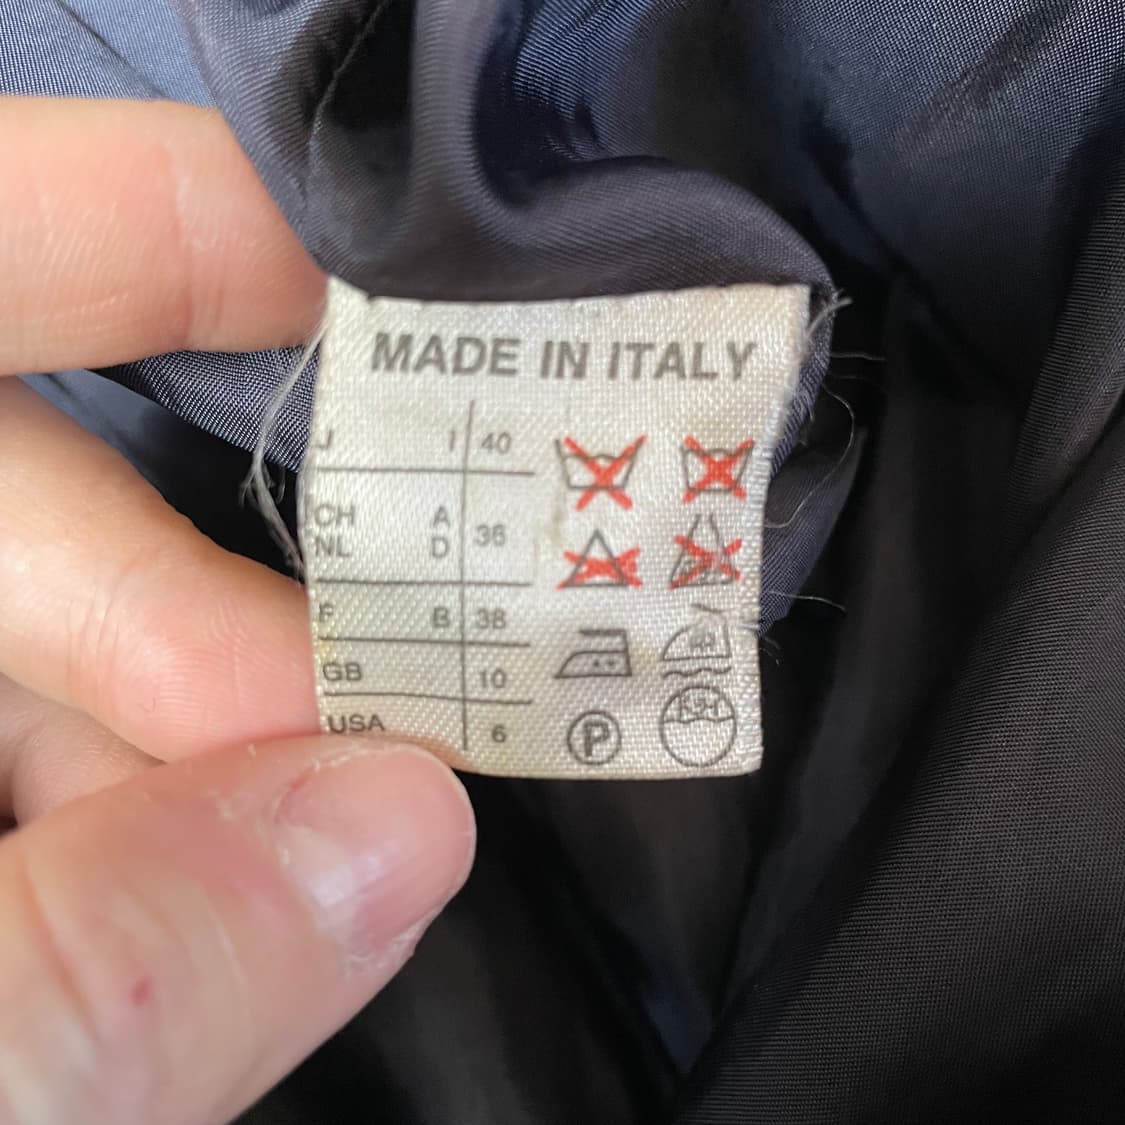 MADE IN ITALY
J I 40
CH A
36
NL D
F B 38
GB 10
USA 6
P